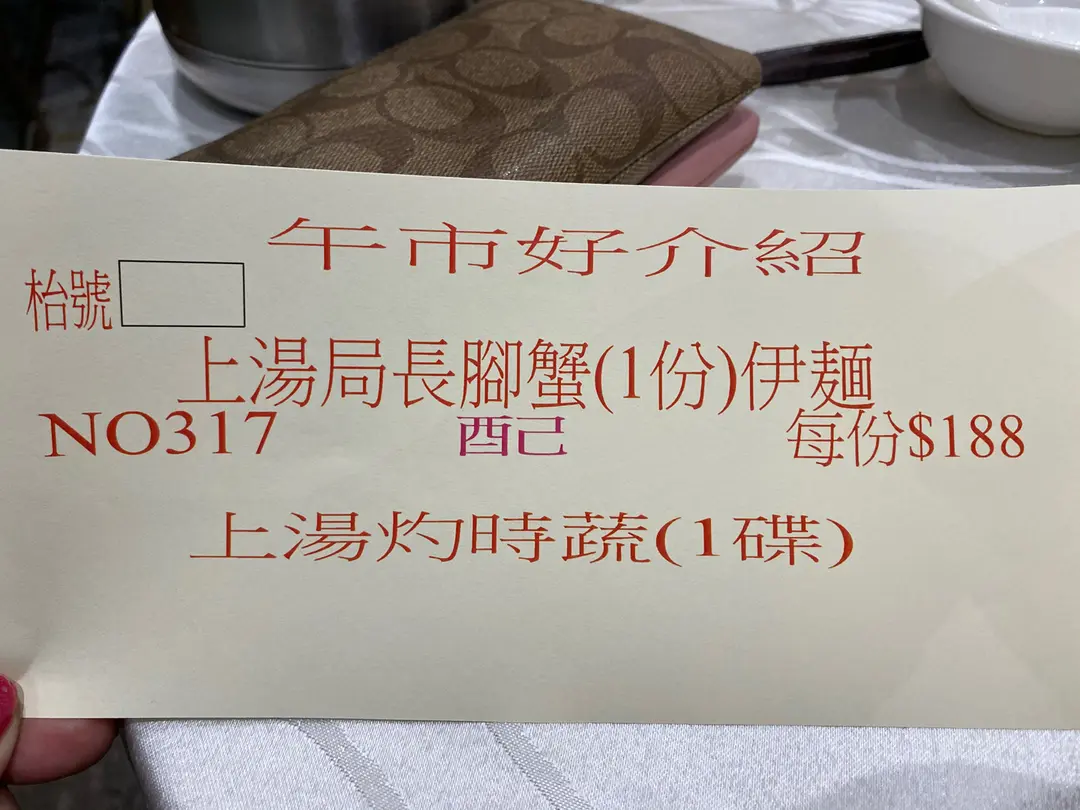 午市好介紹
枱號
上湯局長腳蟹(1份)伊麵
NO317 酉己 每份$188
上湯灼時蔬(1碟)